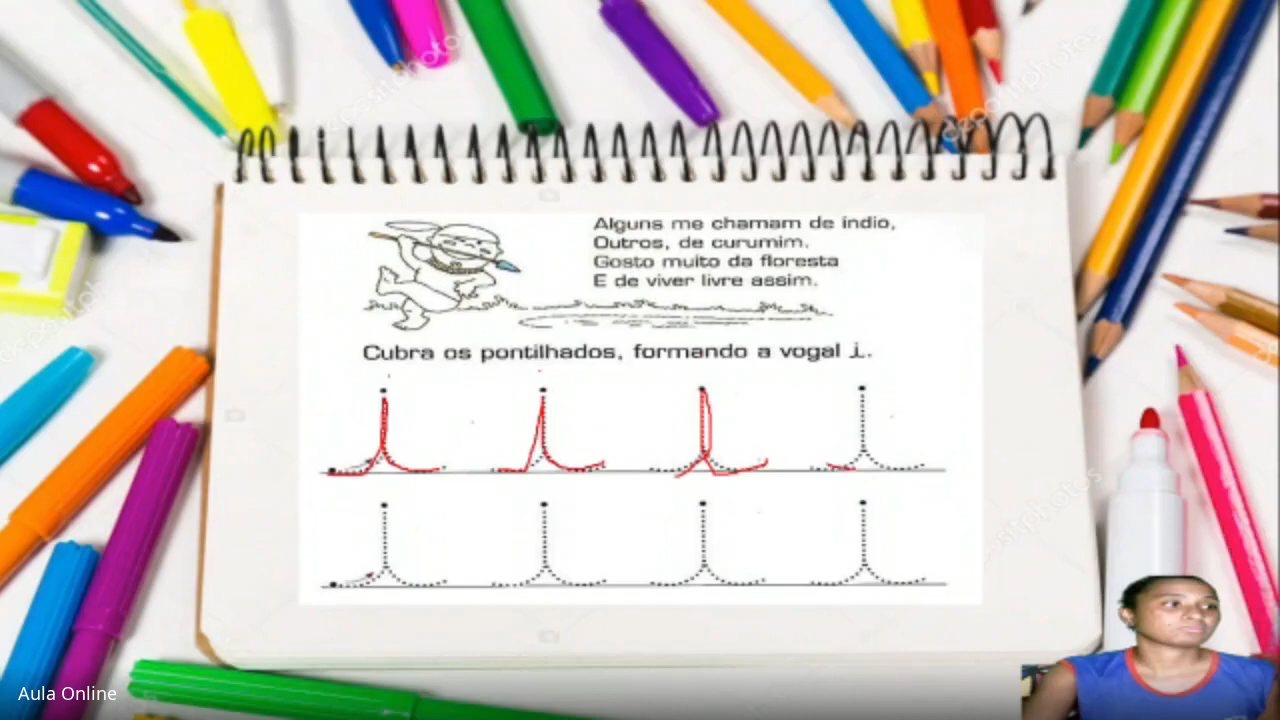 Alguns me chamam de índio,
Outros, de curumim.
Gosto muito da floresta
E de viver livre assim.
Cubra os pontilhados, formando a vogal i.
Aula Online